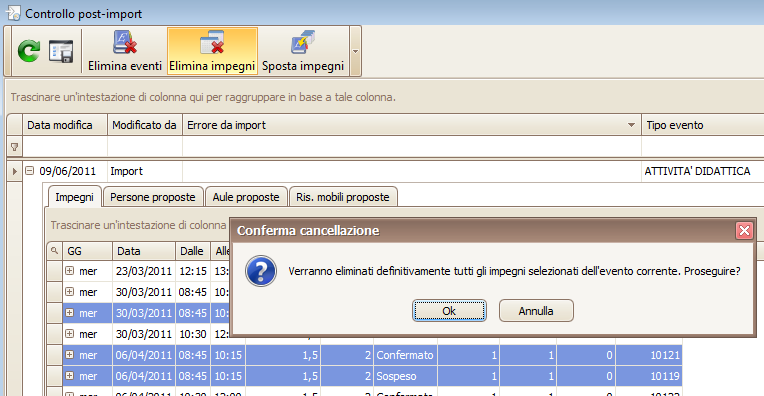 Controllo post-import
Elimina eventi Elimina impegni Sposta impegni
Trascinare un'intestazione di colonna qui per raggruppare in base a tale colonna.
Data modifica Modificato da Errore da import Tipo evento
09/06/2011 Import ATTIVITA' DIDATTICA
Impegni Persone proposte Aule proposte Ris. mobili proposte
Trascinare un'intestazione di colonna
Conferma cancellazione
Verranno eliminati definitivamente tutti gli impegni selezionati dell'evento corrente. Proseguire?
Ok Annulla
GG Data Dalle
mer 23/03/2011 12:15
mer 30/03/2011 08:45
mer 30/03/2011 08:45
mer 30/03/2011 10:30
mer 06/04/2011 08:45 10:15 1,5 2 Confermato 1 1 0 10121
mer 06/04/2011 08:45 10:15 1,5 2 Sospeso 1 1 0 10119